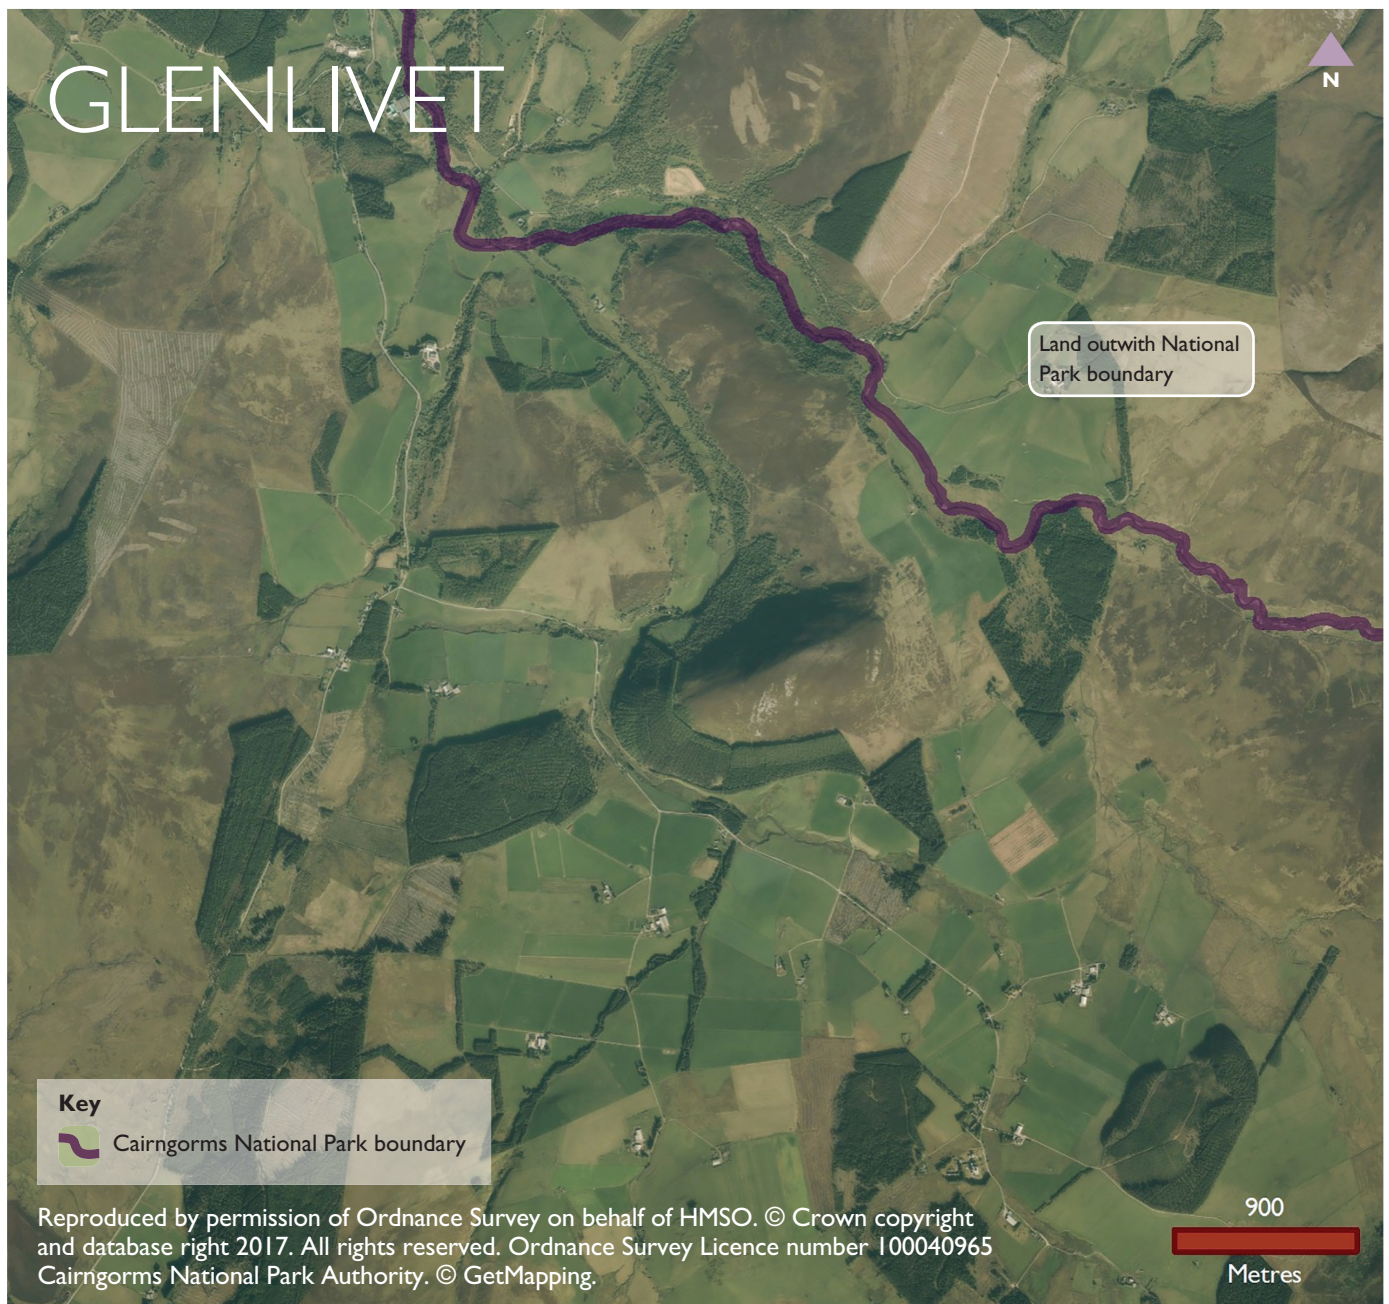 GLENLIVET
N
Land outwith National
Park boundary
Key
Cairngorms National Park boundary
Reproduced by permission of Ordnance Survey on behalf of HMSO. © Crown copyright
and database right 2017. All rights reserved. Ordnance Survey Licence number 100040965
Cairngorms National Park Authority. © GetMapping.
900
Metres